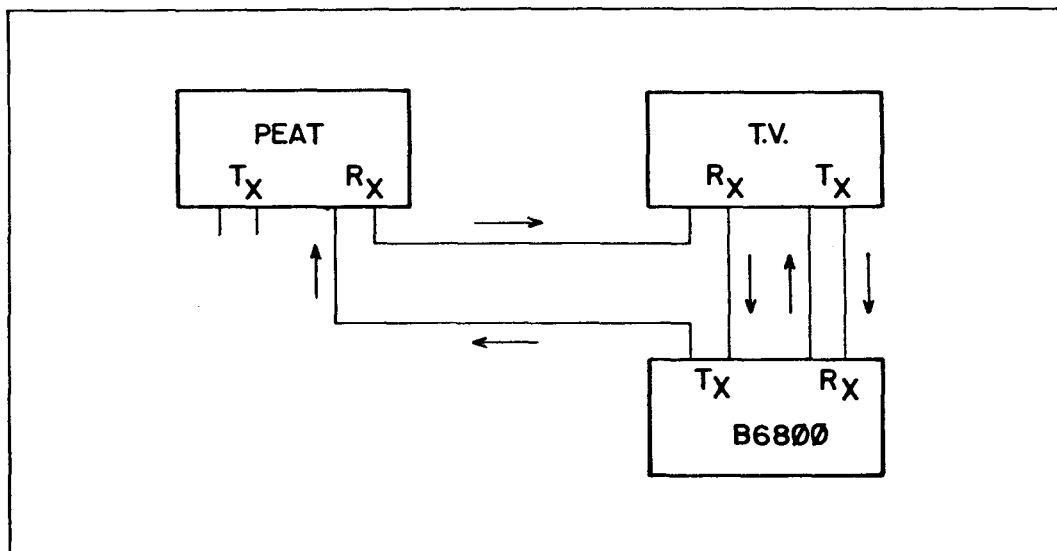 PEAT
Tx Rx
T.V.
Rx Tx
Tx Rx
B68ØØ